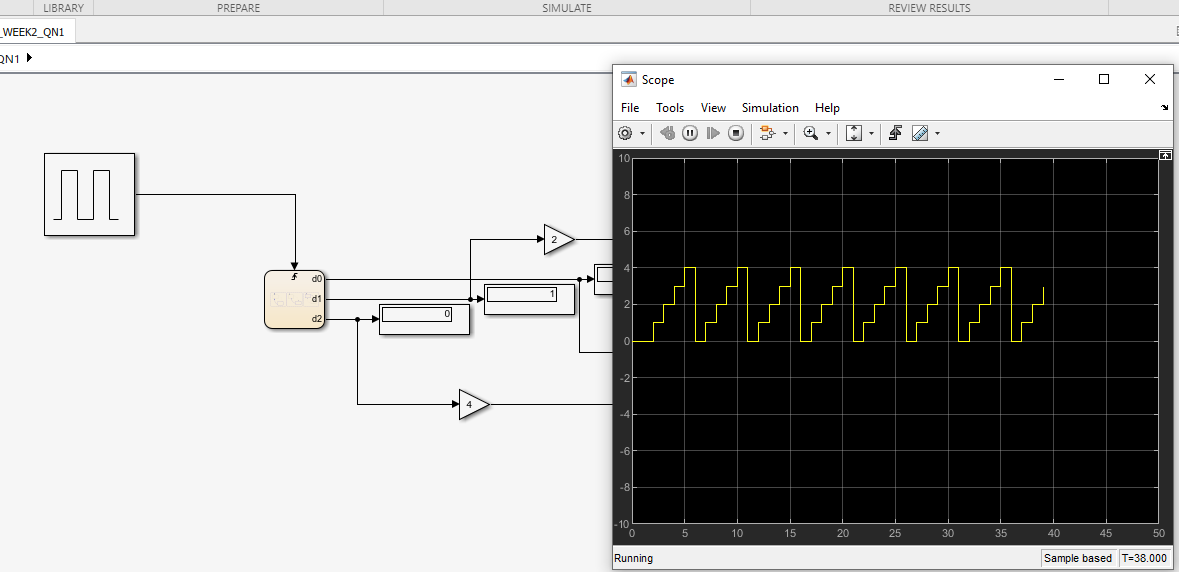 LIBRARY PREPARE SIMULATE REVIEW RESULTS
_WEEK2_QN1
QN1
Scope
File Tools View Simulation Help
2
d0
d1
d2
1
0
4
10
8
6
4
2
0
-2
-4
-6
-8
-10
0 5 10 15 20 25 30 35 40 45 50
Running Sample based T=38.000